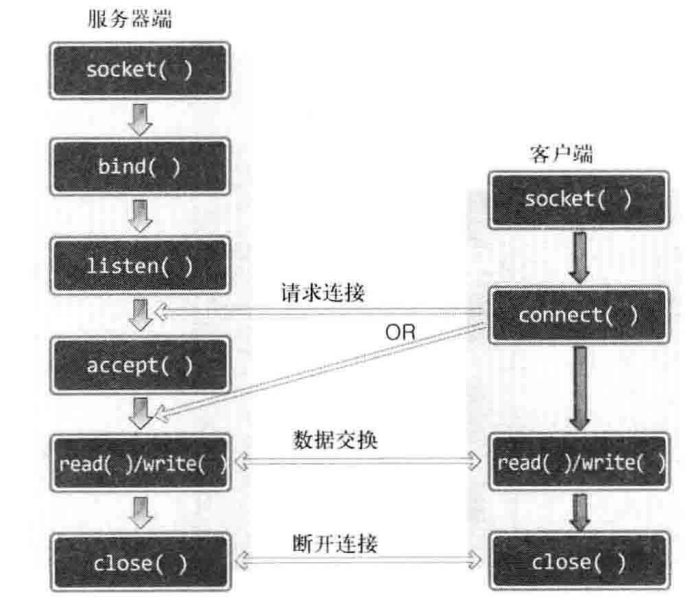 服务器端
socket( )
bind( )
客户端
socket( )
listen( )
请求连接
connect( )
OR
accept( )
数据交换
read( )/write( )
read( )/write( )
断开连接
close( )
close( )